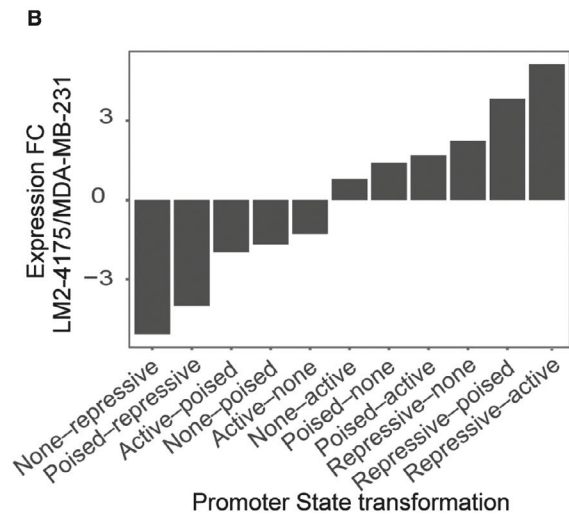 B
Expression FC
LM2-4175/MDA-MB-231
3
0
−3
None–repressive
Poised–repressive
Active–poised
None–poised
Active–none
None–active
Poised–none
Poised–active
Repressive–none
Repressive–poised
Repressive–active
Promoter State transformation